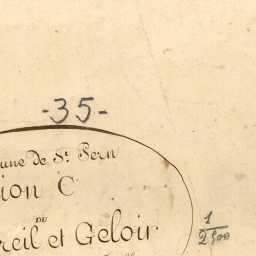 -35-
une de St. Pern
ion C
DU
reil et Geloir.
1/2500